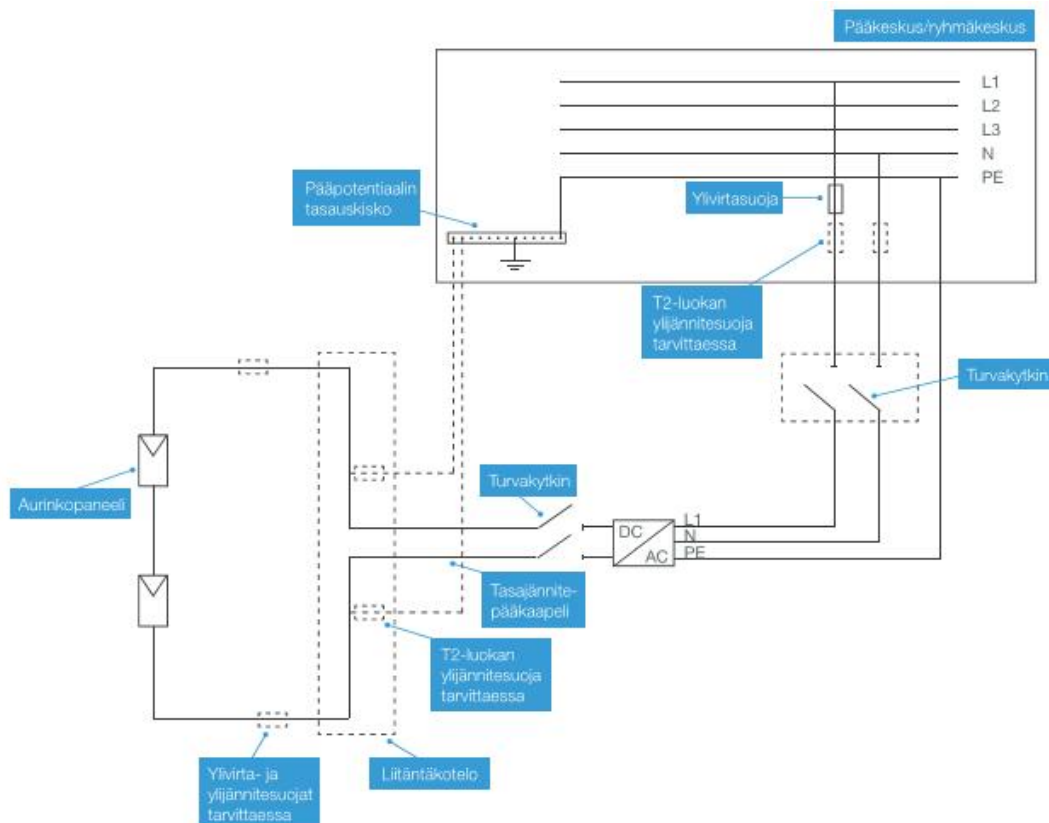 Pääkeskus/ryhmäkeskus
L1
L2
L3
N
PE
Pääpotentiaalin
tasauskisko
Ylivirtasuoja
T2-luokan
ylijännitesuoja
tarvittaessa
Turvakytkin
Aurinkopaneeli
Turvakytkin
DC
AC
L1
N
PE
Tasajännite-
pääkaapeli
T2-luokan
ylijännitesuoja
tarvittaessa
Ylivirta- ja
ylijännitesuojat
tarvittaessa
Liitäntäkotelo